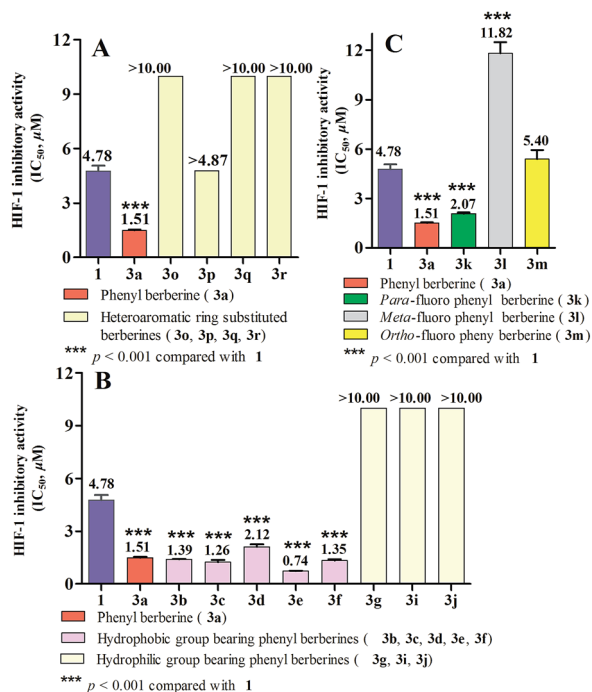 A
HIF-1 inhibitory activity
(IC50, μM)
12
9
6
3
0
4.78
***
1.51
>10.00
>4.87
>10.00
>10.00
1 3a 3o 3p 3q 3r
Phenyl berberine ( 3a)
Heteroaromatic ring substituted
berberines ( 3o, 3p, 3q, 3r)
*** p < 0.001 compared with 1
C
HIF-1 inhibitory activity
(IC50, μM)
12
9
6
3
0
4.78
***
1.51
***
2.07
***
11.82
5.40
1 3a 3k 3l 3m
Phenyl berberine ( 3a)
Para-fluoro phenyl berberine ( 3k)
Meta-fluoro phenyl berberine ( 3l)
Ortho-fluoro pheny berberine ( 3m)
*** p < 0.001 compared with 1
B
HIF-1 inhibitory activity
(IC50, μM)
12
9
6
3
0
4.78
***
1.51
***
1.39
***
1.26
***
2.12
***
0.74
***
1.35
>10.00
>10.00
>10.00
1 3a 3b 3c 3d 3e 3f 3g 3i 3j
Phenyl berberine ( 3a)
Hydrophobic group bearing phenyl berberines ( 3b, 3c, 3d, 3e, 3f)
Hydrophilic group bearing phenyl berberines ( 3g, 3i, 3j)
*** p < 0.001 compared with 1